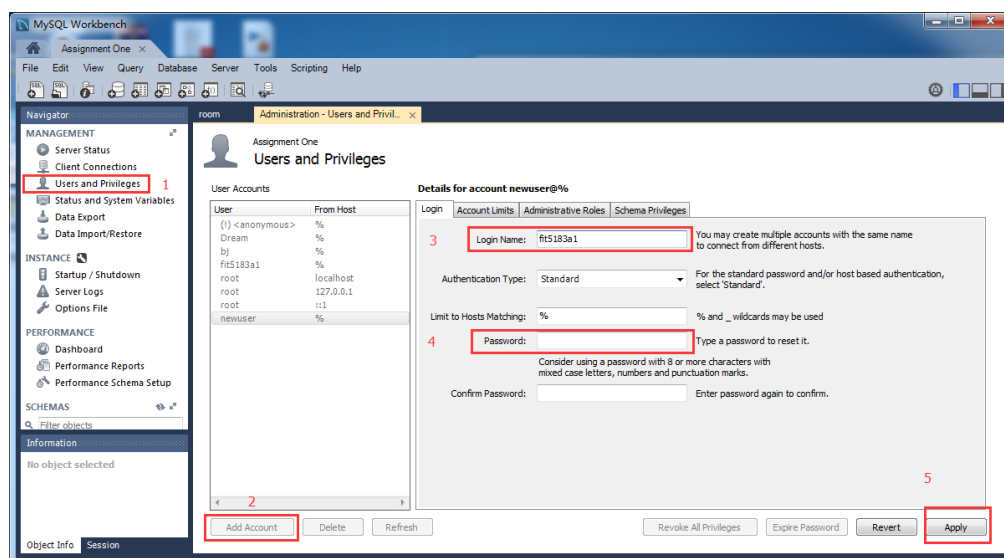 MySQL Workbench
Assignment One ×
File Edit View Query Database Server Tools Scripting Help
Navigator
room Administration - Users and Privil... ×
MANAGEMENT
Server Status
Client Connections
Users and Privileges 1
Status and System Variables
Data Export
Data Import/Restore
INSTANCE
Startup / Shutdown
Server Logs
Options File
PERFORMANCE
Dashboard
Performance Reports
Performance Schema Setup
SCHEMAS
Filter objects
Information
No object selected
Object Info Session
Assignment One
Users and Privileges
User Accounts
User From Host
(!) <anonymous> %
Dream %
bj %
fit5183a1 %
root localhost
root 127.0.0.1
root ::1
newuser %
2
Add Account Delete Refresh
Details for account newuser@%
Login Account Limits Administrative Roles Schema Privileges
3 Login Name: fit5183a1 You may create multiple accounts with the same name
to connect from different hosts.
Authentication Type: Standard For the standard password and/or host based authentication,
select 'Standard'.
Limit to Hosts Matching: % % and _ wildcards may be used
4 Password: Type a password to reset it.
Consider using a password with 8 or more characters with
mixed case letters, numbers and punctuation marks.
Confirm Password: Enter password again to confirm.
5
Revoke All Privileges Expire Password Revert Apply